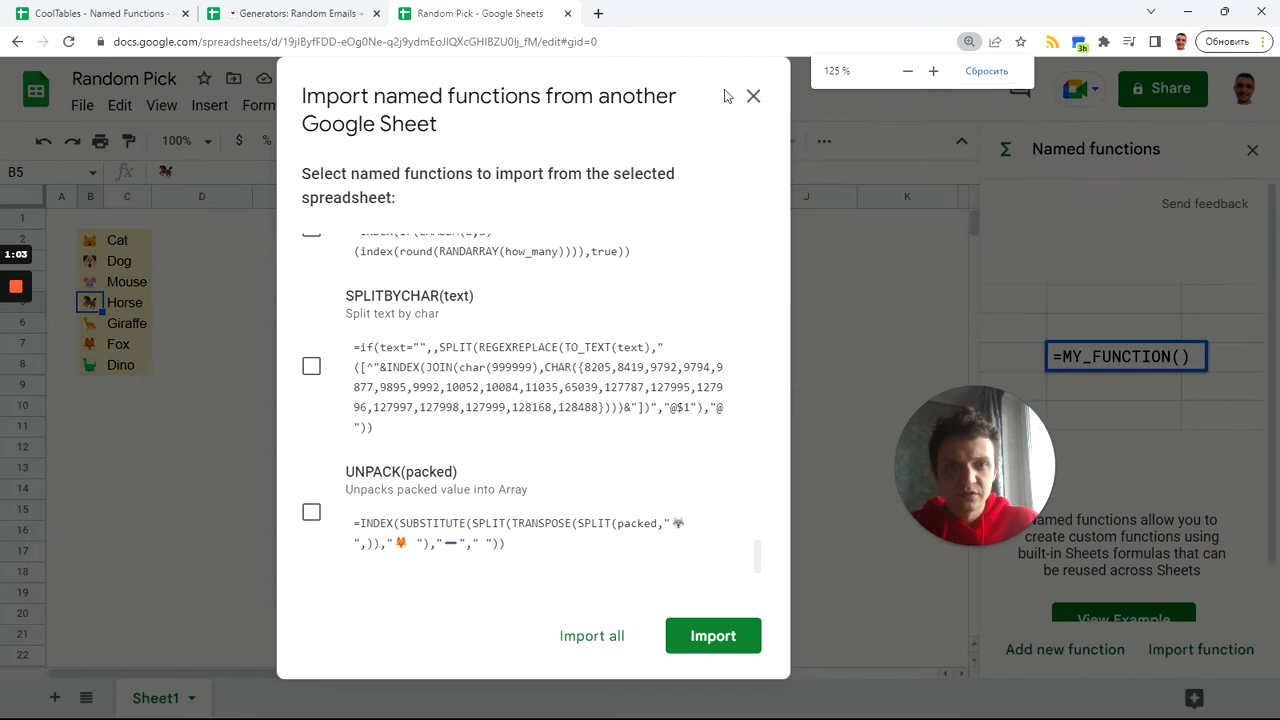 CoolTables - Named Functions -
Generators: Random Emails
Random Pick - Google Sheets
docs.google.com/spreadsheets/d/19jIByfFDD-eOg0Ne-q2j9ydmEoJlQXcGHlBZU0lj_fM/edit#gid=0
3h
Обновить
125 %
Сбросить
Random Pick
File Edit View Insert Form
Share
100% $ %
B5 fx
A B C D
J K
1
2 Cat
Dog
Mouse
Horse
6 Giraffe
7 Fox
8 Dino
9
10
11
12
13
14
15
16
17
18
19
20
21
22
1:03
Import named functions from another
Google Sheet
Select named functions to import from the selected
spreadsheet:
(index(round(RANDARRAY(how_many)))),true))
SPLITBYCHAR(text)
Split text by char
=if(text="",,SPLIT(REGEXREPLACE(TO_TEXT(text),"
([^"&INDEX(JOIN(char(999999),CHAR({8205,8419,9792,9794,9
877,9895,9992,10052,10084,11035,65039,127787,127995,1279
96,127997,127998,127999,128168,128488})))&"])","@$1"),"@
"))
UNPACK(packed)
Unpacks packed value into Array
=INDEX(SUBSTITUTE(SPLIT(TRANSPOSE(SPLIT(packed,"🐺
",)),"🦊 "),"➖"," "))
Import all
Import
Named functions
Send feedback
=MY_FUNCTION()
Named functions allow you to
create custom functions using
built-in Sheets formulas that can
be reused across Sheets
View Example
Add new function
Import function
Sheet1